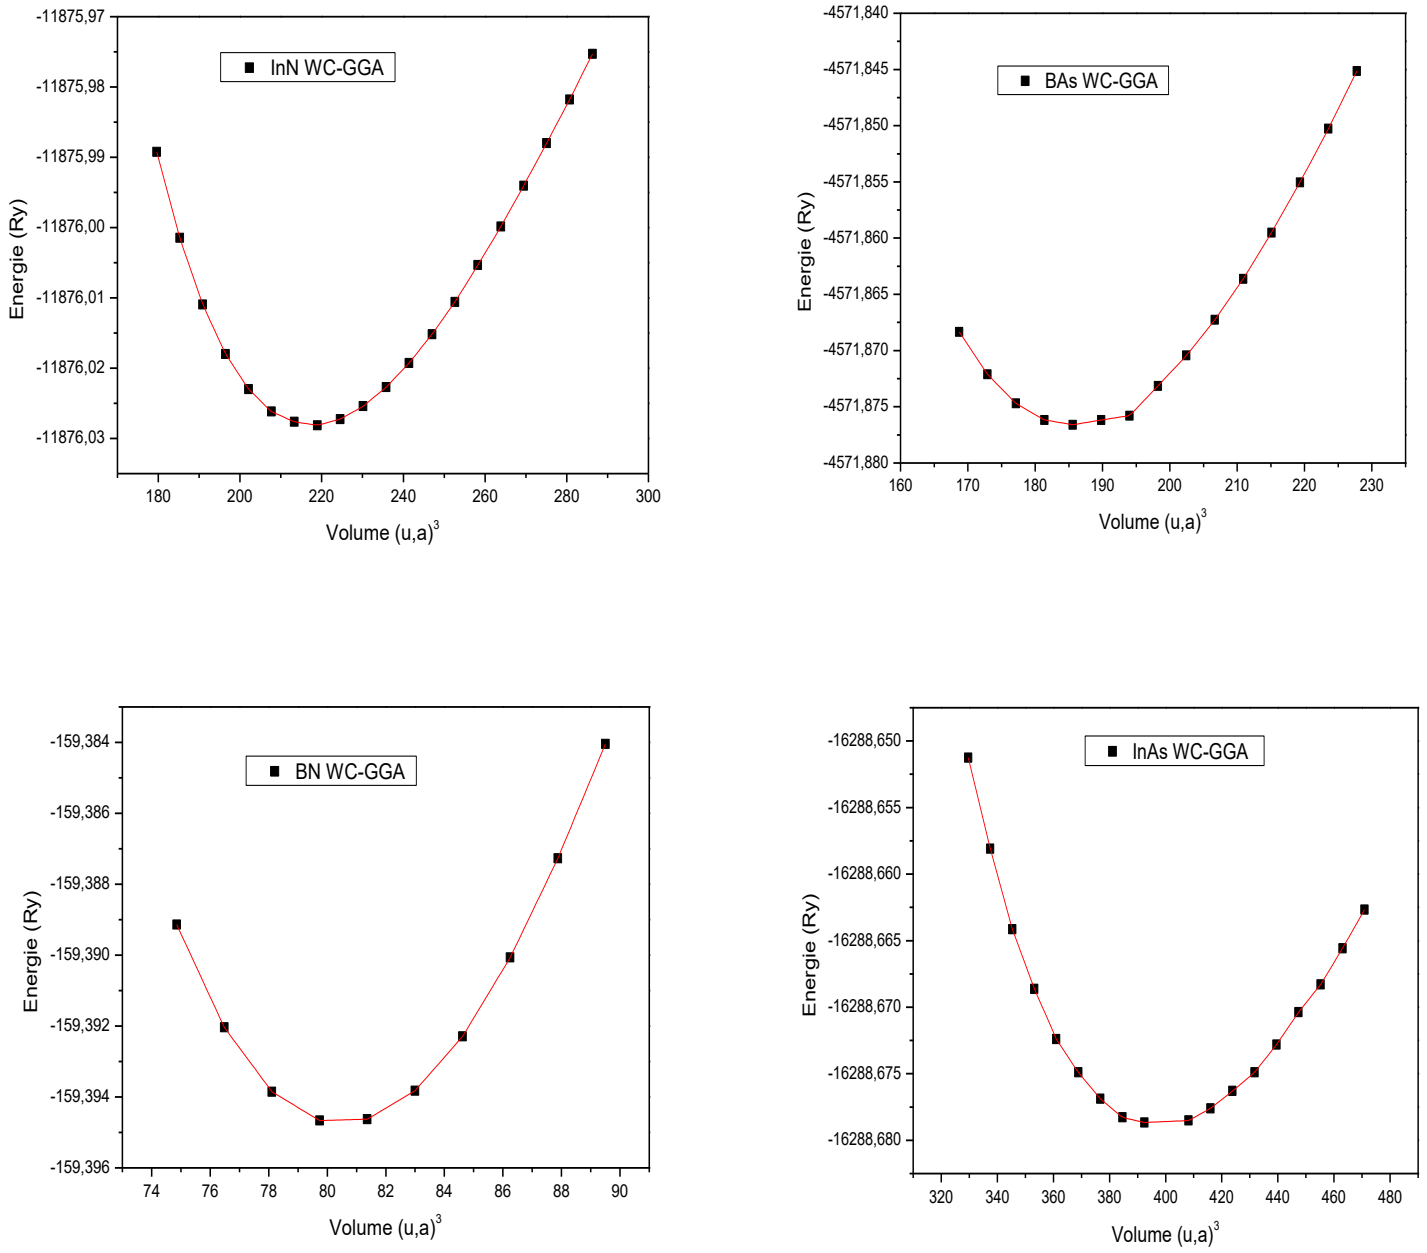 InN WC-GGA
Energie (Ry)
-11875,97
-11875,98
-11875,99
-11876,00
-11876,01
-11876,02
-11876,03
180 200 220 240 260 280 300
Volume (u,a)³
BAs WC-GGA
Energie (Ry)
-4571,840
-4571,845
-4571,850
-4571,855
-4571,860
-4571,865
-4571,870
-4571,875
-4571,880
160 170 180 190 200 210 220 230
Volume (u,a)³
BN WC-GGA
Energie (Ry)
-159,384
-159,386
-159,388
-159,390
-159,392
-159,394
-159,396
74 76 78 80 82 84 86 88 90
Volume (u,a)³
InAs WC-GGA
Energie (Ry)
-16288,650
-16288,655
-16288,660
-16288,665
-16288,670
-16288,675
-16288,680
320 340 360 380 400 420 440 460 480
Volume (u,a)³